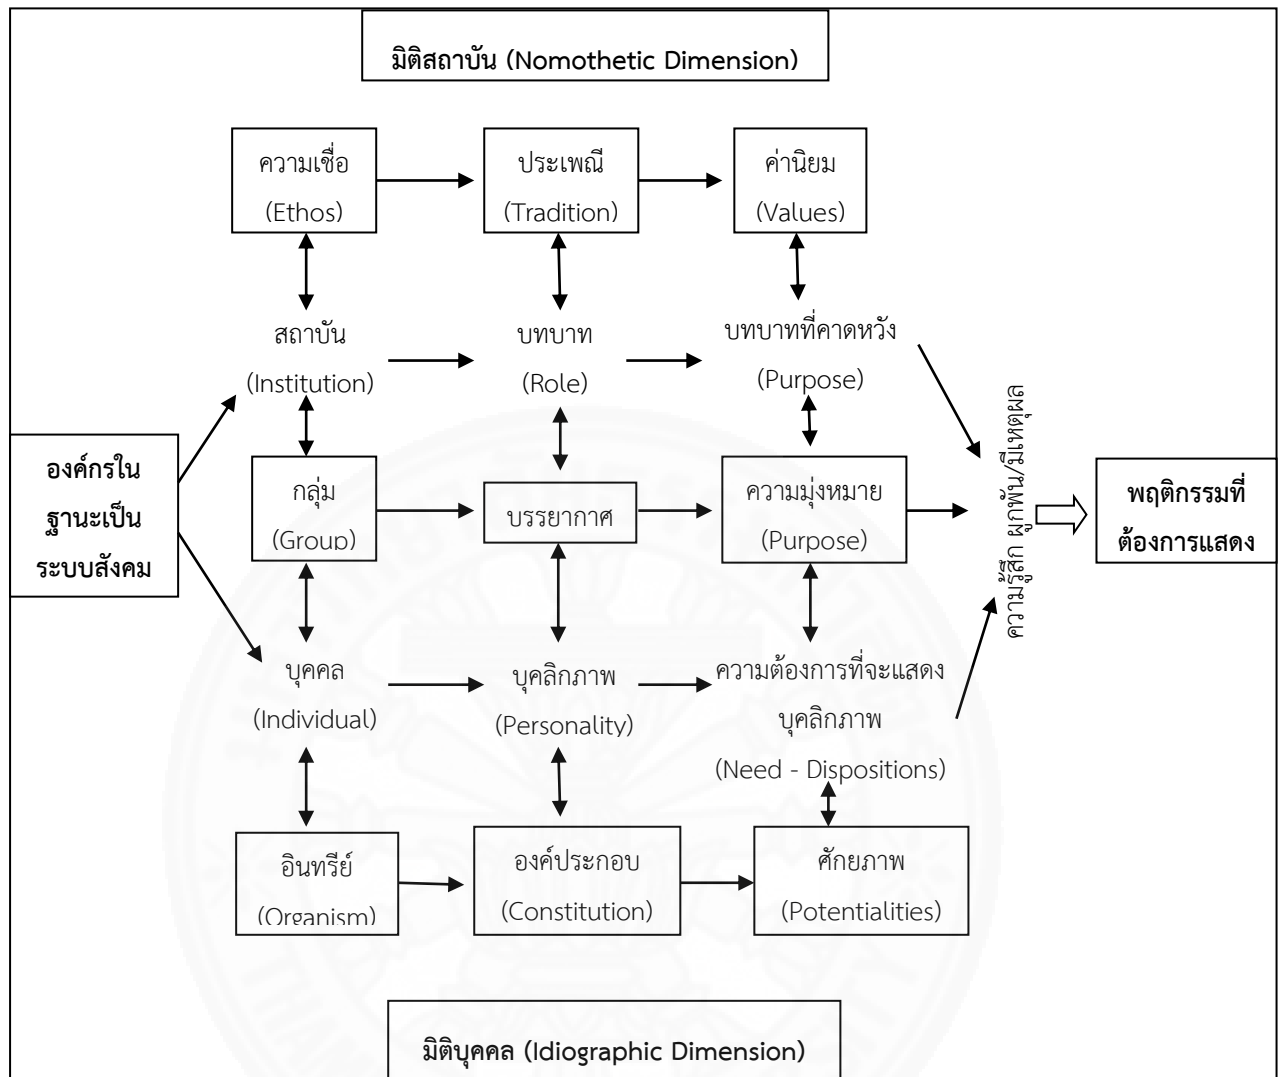 มิติสถาบัน (Nomothetic Dimension)
ความเชื่อ
(Ethos)
ประเพณี
(Tradition)
ค่านิยม
(Values)
สถาบัน
(Institution)
บทบาท
(Role)
บทบาทที่คาดหวัง
(Purpose)
องค์กรใน
ฐานะเป็น
ระบบสังคม
กลุ่ม
(Group)
บรรยากาศ
ความมุ่งหมาย
(Purpose)
ความรู้สึก ผูกพัน/มีเหตุผล
พฤติกรรมที่
ต้องการแสดง
บุคคล
(Individual)
บุคลิกภาพ
(Personality)
ความต้องการที่จะแสดง
บุคลิกภาพ
(Need - Dispositions)
อินทรีย์
(Organism)
องค์ประกอบ
(Constitution)
ศักยภาพ
(Potentialities)
มิติบุคคล (Idiographic Dimension)